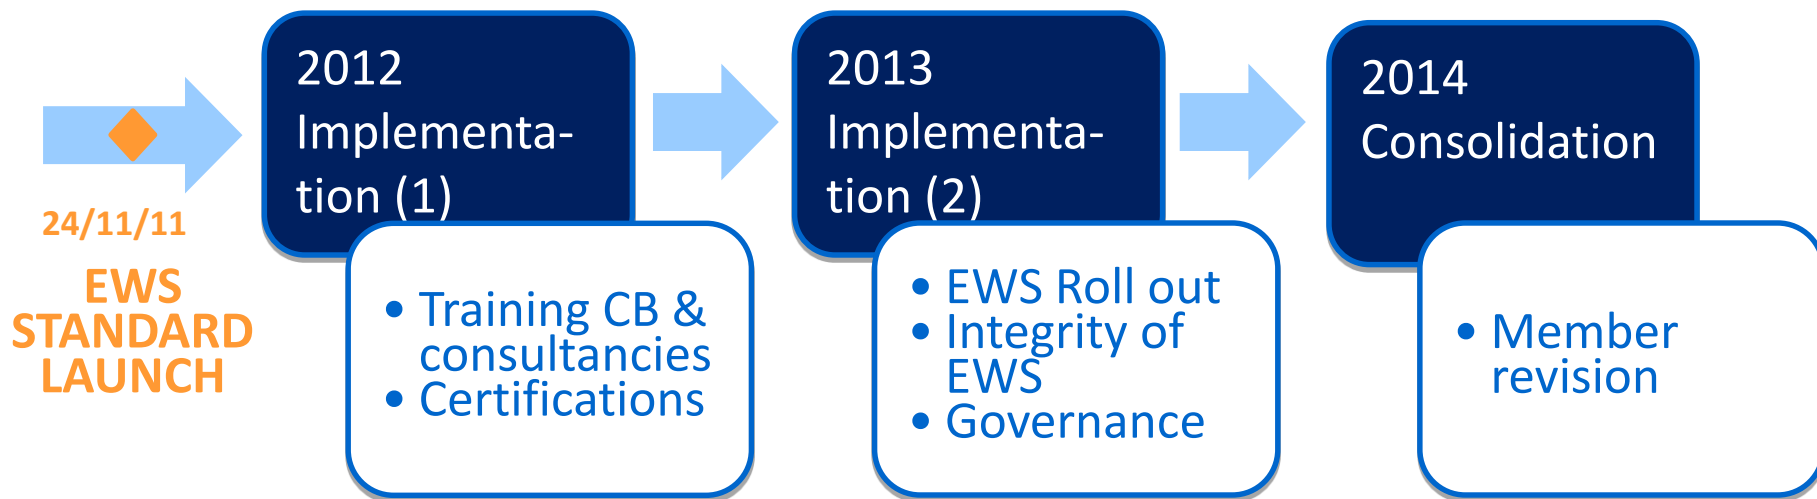 24/11/11
EWS
STANDARD
LAUNCH
2012
Implementa-
tion (1)
• Training CB &
consultancies
• Certifications
2013
Implementa-
tion (2)
• EWS Roll out
• Integrity of
EWS
• Governance
2014
Consolidation
• Member
revision